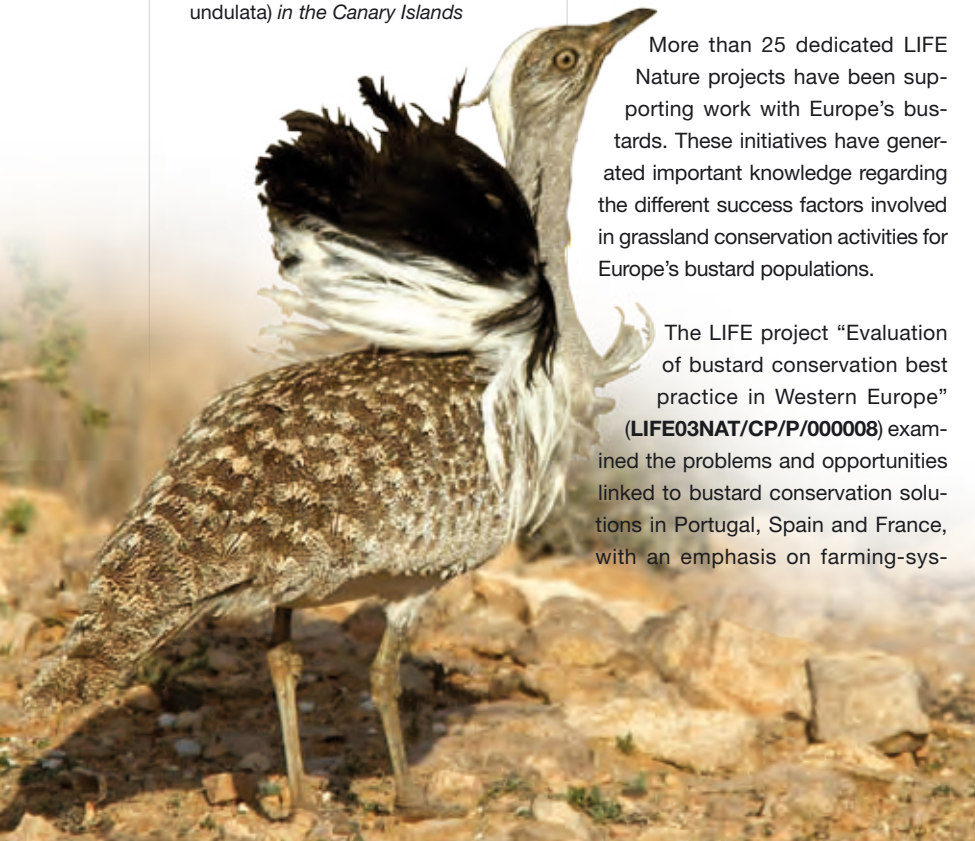 undulata) in the Canary Islands
More than 25 dedicated LIFE
Nature projects have been sup-
porting work with Europe’s bus-
tards. These initiatives have gener-
ated important knowledge regarding
the different success factors involved
in grassland conservation activities for
Europe’s bustard populations.
The LIFE project “Evaluation
of bustard conservation best
practice in Western Europe”
(LIFE03NAT/CP/P/000008) exam-
ined the problems and opportunities
linked to bustard conservation solu-
tions in Portugal, Spain and France,
with an emphasis on farming-sys-